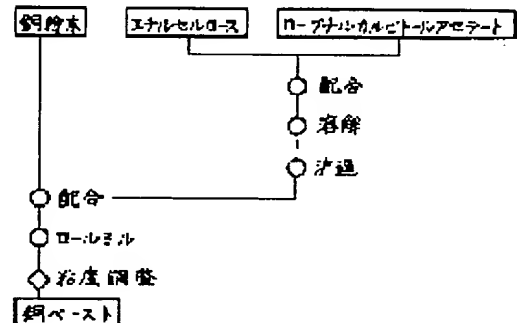 銅粉末
エチルセルロース
n-ブチルカルビトールアセテート
配合
溶解
沪過
配合
ロールミル
粘度調整
銅ペースト